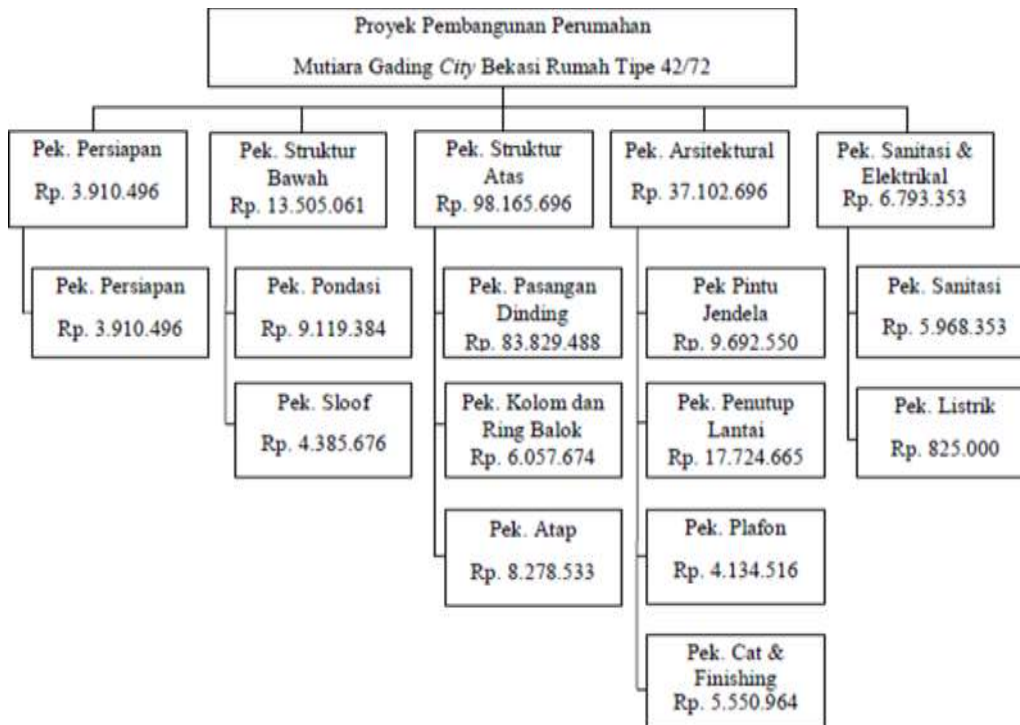 Proyek Pembangunan Perumahan
Mutiara Gading City Bekasi Rumah Tipe 42/72
Pek. Persiapan
Rp. 3.910.496
Pek. Struktur
Bawah
Rp. 13.505.061
Pek. Struktur
Atas
Rp. 98.165.696
Pek. Arsitektural
Rp. 37.102.696
Pek. Sanitasi &
Elektrikal
Rp. 6.793.353
Pek. Persiapan
Rp. 3.910.496
Pek. Pondasi
Rp. 9.119.384
Pek. Pasangan
Dinding
Rp. 83.829.488
Pek Pintu
Jendela
Rp. 9.692.550
Pek. Sanitasi
Rp. 5.968.353
Pek. Sloof
Rp. 4.385.676
Pek. Kolom dan
Ring Balok
Rp. 6.057.674
Pek. Penutup
Lantai
Rp. 17.724.665
Pek. Listrik
Rp. 825.000
Pek. Atap
Rp. 8.278.533
Pek. Plafon
Rp. 4.134.516
Pek. Cat &
Finishing
Rp. 5.550.964